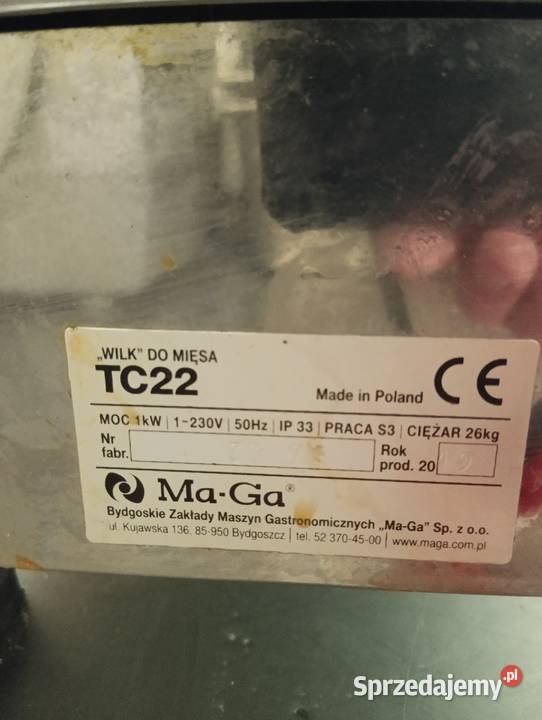 „WILK” DO MIĘSA
TC22
Made in Poland CE
MOC 1kW | 1~230V | 50Hz | IP 33 | PRACA S3 | CIĘŻAR 26kg
Nr fabr.
Rok prod. 20
Ma-Ga®
Bydgoskie Zakłady Maszyn Gastronomicznych „Ma-Ga” Sp. z o.o.
ul. Kujawska 136, 85-950 Bydgoszcz | tel. 52 370-45-00 | www.maga.com.pl
Sprzedajemy.pl